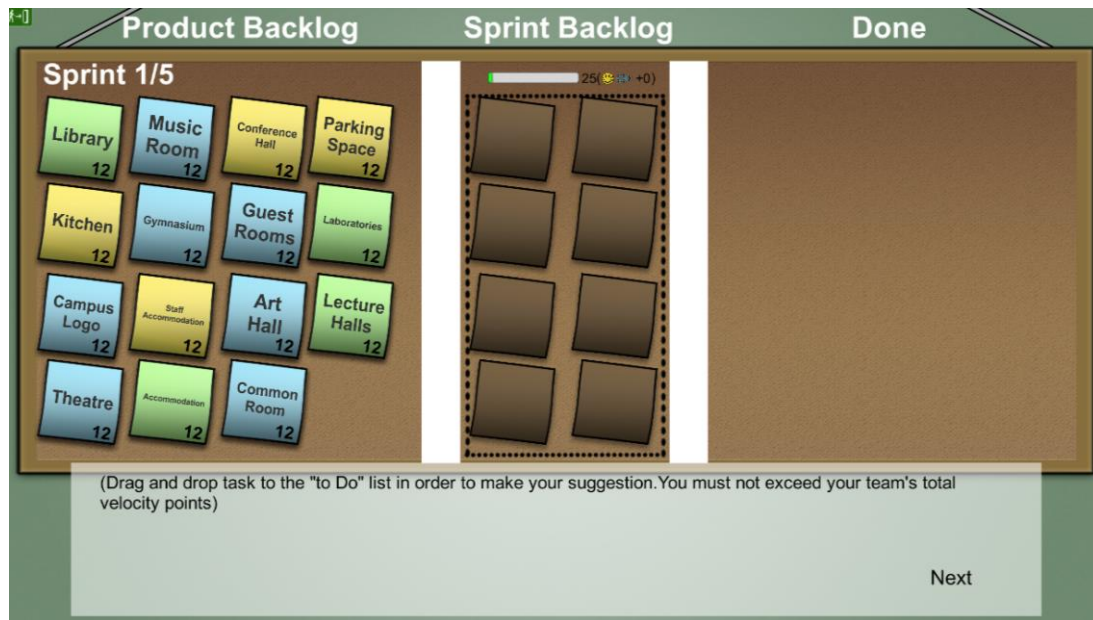 Product Backlog
Sprint Backlog
Done
Sprint 1/5
25(
+0)
Library
12
Music
Room
12
Conference
Hall
12
Parking
Space
12
Kitchen
12
Gymnasium
12
Guest
Rooms
12
Laboratories
12
Campus
Logo
12
Staff
Accommodation
12
Art
Hall
12
Lecture
Halls
12
Theatre
12
Accommodation
12
Common
Room
12
(Drag and drop task to the "to Do" list in order to make your suggestion.You must not exceed your team's total
velocity points)
Next